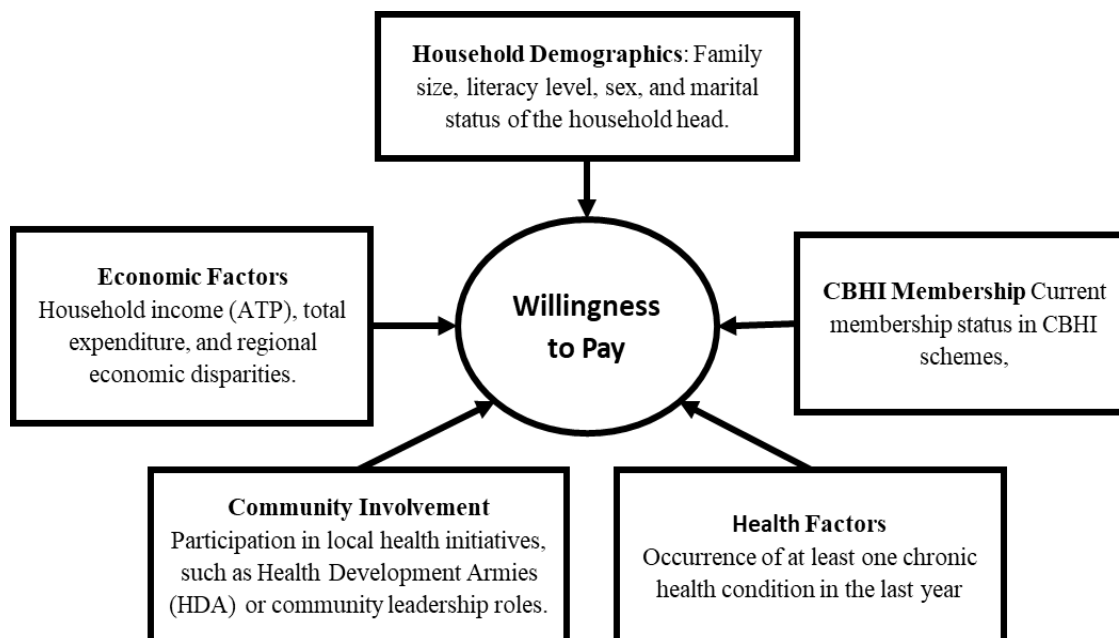 Household Demographics: Family
size, literacy level, sex, and marital
status of the household head.
Economic Factors
Household income (ATP), total
expenditure, and regional
economic disparities.
Willingness
to Pay
CBHI Membership Current
membership status in CBHI
schemes,
Community Involvement
Participation in local health initiatives,
such as Health Development Armies
(HDA) or community leadership roles.
Health Factors
Occurrence of at least one chronic
health condition in the last year